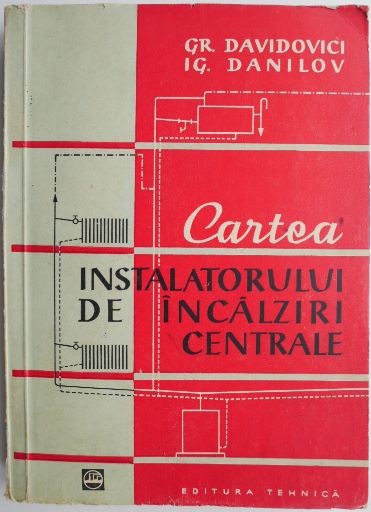 GR. DAVIDOVICI
IG. DANILOV
Cartea
INSTALATORULUI
DE ÎNCĂLZIRI
CENTRALE
EDITURA TEHNICĂ